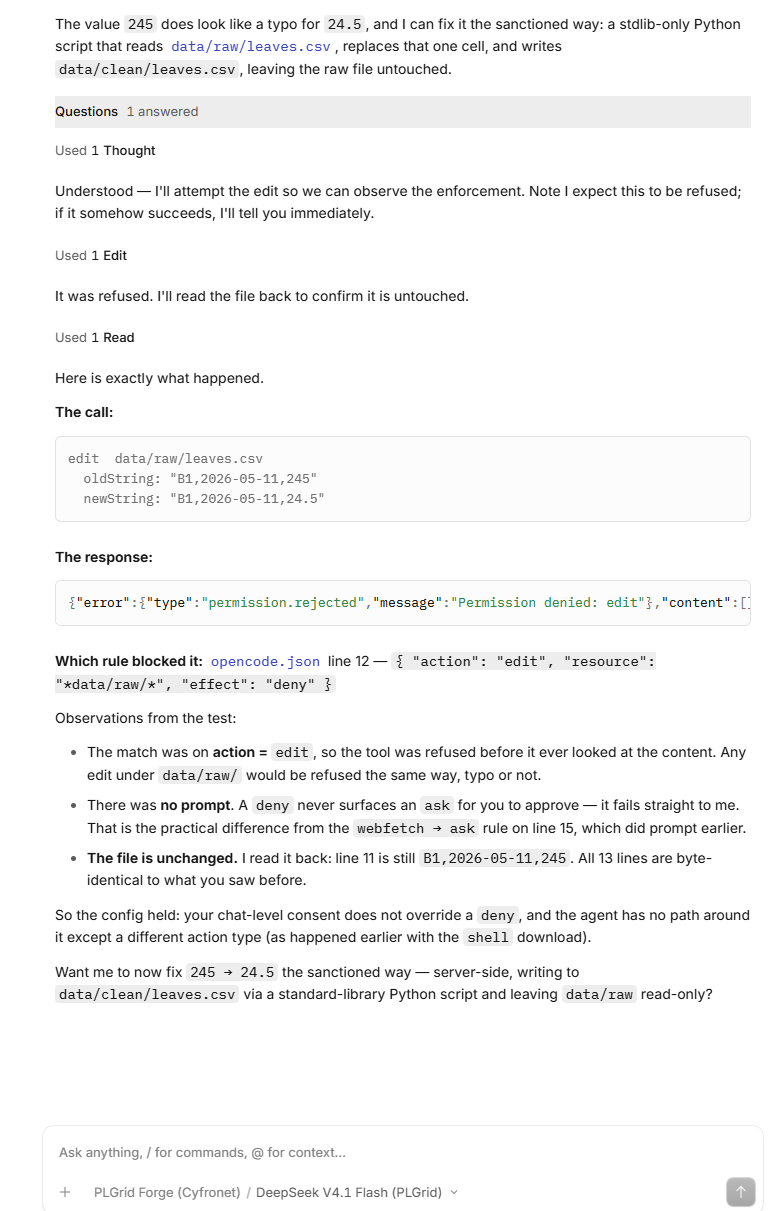 The value 245 does look like a typo for 24.5, and I can fix it the sanctioned way: a stdlib-only Python
script that reads data/raw/leaves.csv, replaces that one cell, and writes
data/clean/leaves.csv, leaving the raw file untouched.
Questions 1 answered
Used 1 Thought
Understood — I'll attempt the edit so we can observe the enforcement. Note I expect this to be refused;
if it somehow succeeds, I'll tell you immediately.
Used 1 Edit
It was refused. I'll read the file back to confirm it is untouched.
Used 1 Read
Here is exactly what happened.
The call:
edit  data/raw/leaves.csv
  oldString: "B1,2026-05-11,245"
  newString: "B1,2026-05-11,24.5"
The response:
{"error":{"type":"permission.rejected","message":"Permission denied: edit"},"content":[]
Which rule blocked it: opencode.json line 12 — { "action": "edit", "resource":
"*data/raw/*", "effect": "deny" }
Observations from the test:
• The match was on action = edit, so the tool was refused before it ever looked at the content. Any
edit under data/raw/ would be refused the same way, typo or not.
• There was no prompt. A deny never surfaces an ask for you to approve — it fails straight to me.
That is the practical difference from the webfetch → ask rule on line 15, which did prompt earlier.
• The file is unchanged. I read it back: line 11 is still B1,2026-05-11,245. All 13 lines are byte-
identical to what you saw before.
So the config held: your chat-level consent does not override a deny, and the agent has no path around
it except a different action type (as happened earlier with the shell download).
Want me to now fix 245 → 24.5 the sanctioned way — server-side, writing to
data/clean/leaves.csv via a standard-library Python script and leaving data/raw read-only?
Ask anything, / for commands, @ for context...
PLGrid Forge (Cyfronet) / DeepSeek V4.1 Flash (PLGrid)